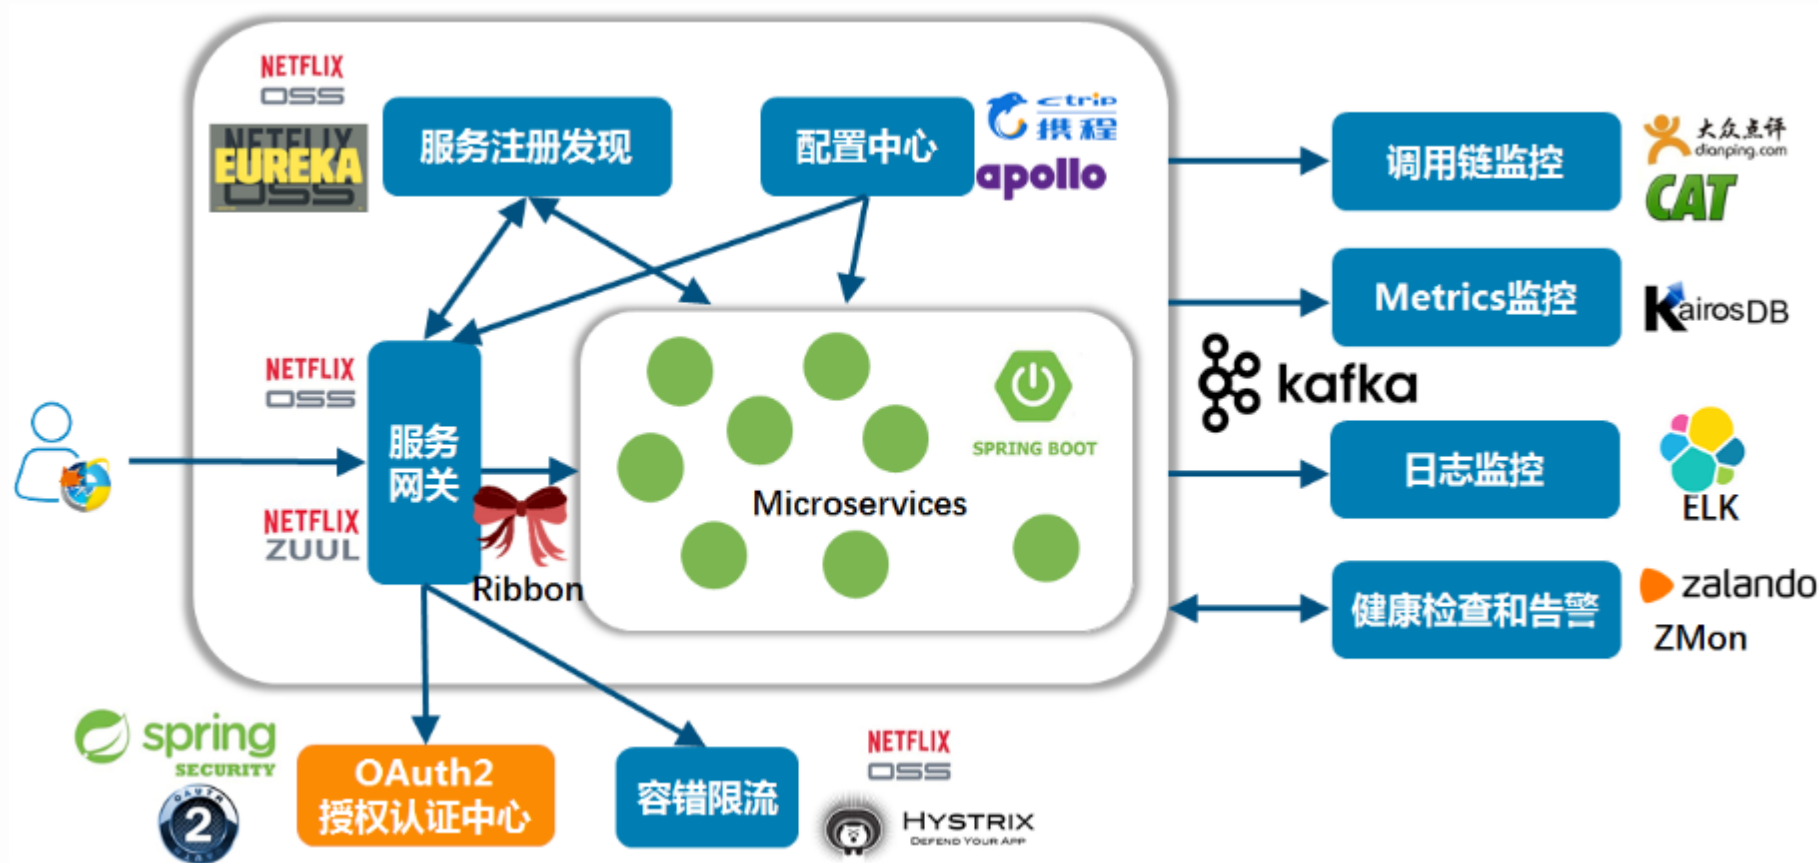 NETFLIX
OSS
NETFLIX
EUREKA
OSS
服务注册发现
配置中心
ctrip
携程
apollo
调用链监控
大众点评
dianping.com
CAT
Metrics监控
KairosDB
kafka
NETFLIX
OSS
服务
网关
NETFLIX
ZUUL
Ribbon
SPRING BOOT
Microservices
日志监控
ELK
健康检查和告警
zalando
ZMon
spring
SECURITY
OAUTH
2
OAuth2
授权认证中心
容错限流
NETFLIX
OSS
HYSTRIX
DEFEND YOUR APP